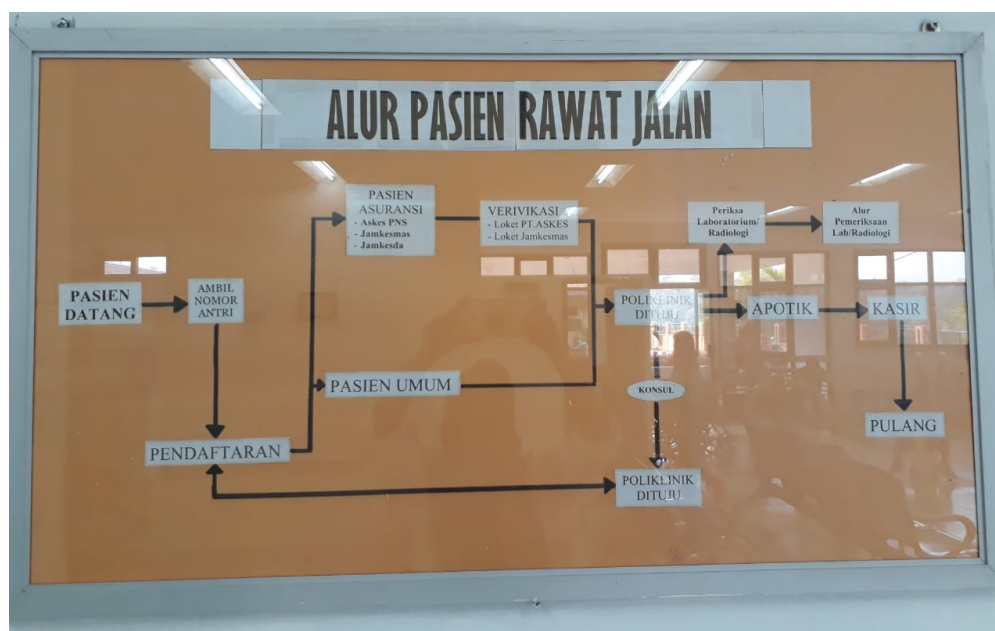 ALUR PASIEN RAWAT JALAN
PASIEN
DATANG
AMBIL
NOMOR
ANTRI
PENDAFTARAN
PASIEN
ASURANSI
- Askes PNS
- Jamkesmas
- Jamkesda
VERIVIKASI
- Loket PT.ASKES
- Loket Jamkesmas
PASIEN UMUM
POLIKLINIK
DITUJU
KONSUL
POLIKLINIK
DITUJU
Periksa
Laboratorium/
Radiologi
Alur
Pemeriksaan
Lab/Radiologi
APOTIK
KASIR
PULANG